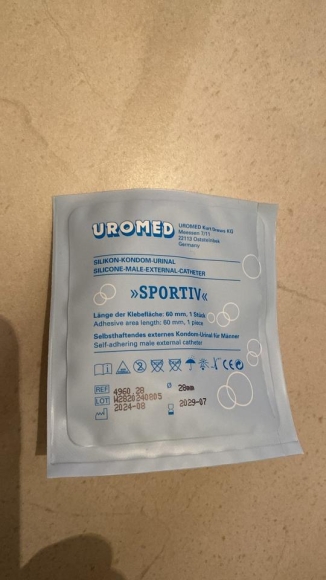 UROMED
UROMED Kurt Drews KG
Meessen 7/11
22113 Oststeinbek
Germany
SILIKON-KONDOM-URINAL
SILICONE-MALE-EXTERNAL-CATHETER
»SPORTIV«
Länge der Klebefläche: 60 mm, 1 Stück
Adhesive area length: 60 mm, 1 piece
Selbsthaftendes externes Kondom-Urinal für Männer
Self-adhering male external catheter
REF 4960.28 ø 28mm
LOT W2820240805
2024-08 2029-07